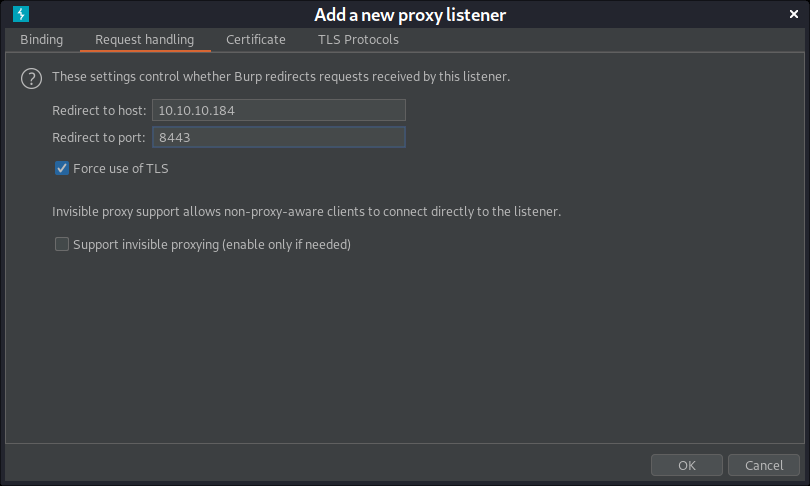 Add a new proxy listener
Binding Request handling Certificate TLS Protocols
? These settings control whether Burp redirects requests received by this listener.
Redirect to host: 10.10.10.184
Redirect to port: 8443
Force use of TLS
Invisible proxy support allows non-proxy-aware clients to connect directly to the listener.
Support invisible proxying (enable only if needed)
OK Cancel